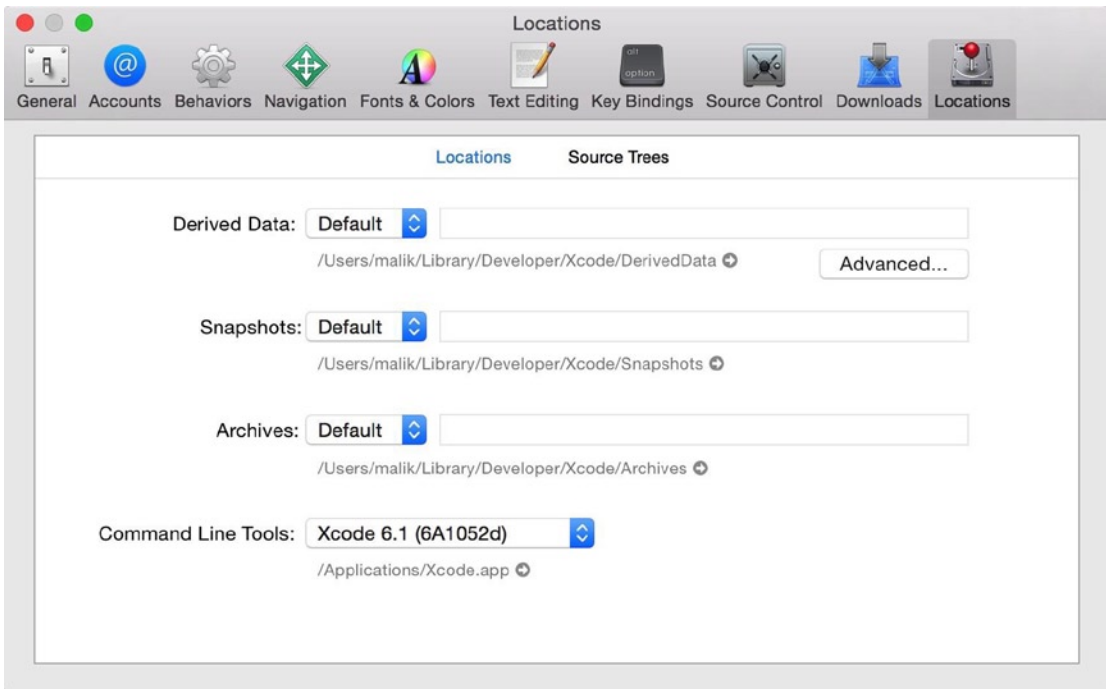 Locations
alt
option
General Accounts Behaviors Navigation Fonts & Colors Text Editing Key Bindings Source Control Downloads Locations
Locations Source Trees
Derived Data: Default
/Users/malik/Library/Developer/Xcode/DerivedData
Advanced...
Snapshots: Default
/Users/malik/Library/Developer/Xcode/Snapshots
Archives: Default
/Users/malik/Library/Developer/Xcode/Archives
Command Line Tools: Xcode 6.1 (6A1052d)
/Applications/Xcode.app